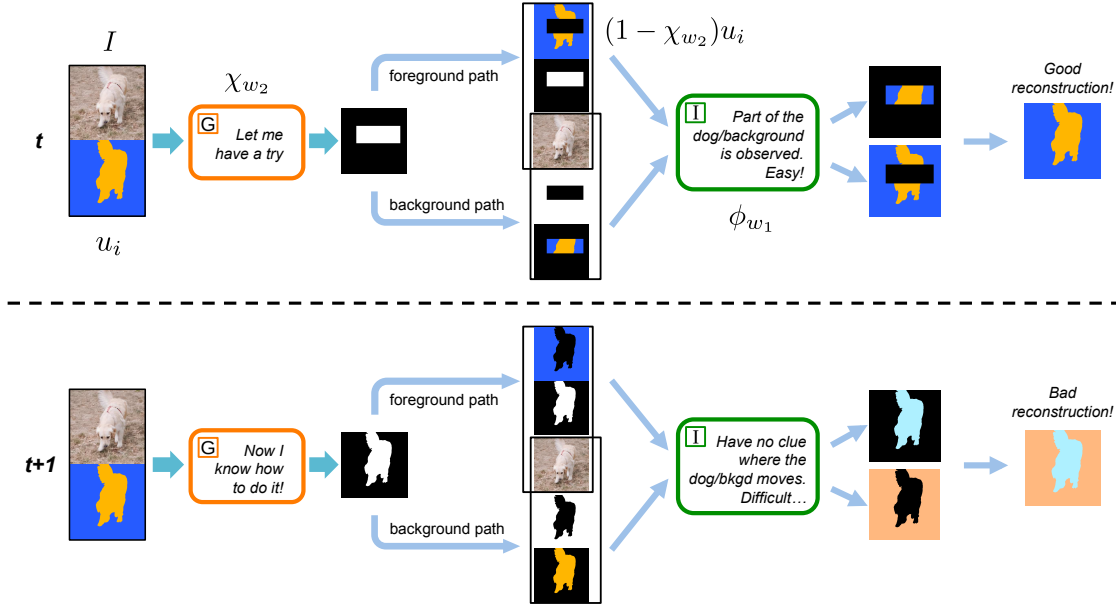 I
χ_{w_2}
(1 − χ_{w_2})u_i
foreground path
G
Let me
have a try
t
background path
u_i
I
Part of the
dog/background
is observed.
Easy!
ϕ_{w_1}
Good
reconstruction!
foreground path
G
Now I
know how
to do it!
t+1
background path
I
Have no clue
where the
dog/bkgd moves.
Difficult…
Bad
reconstruction!